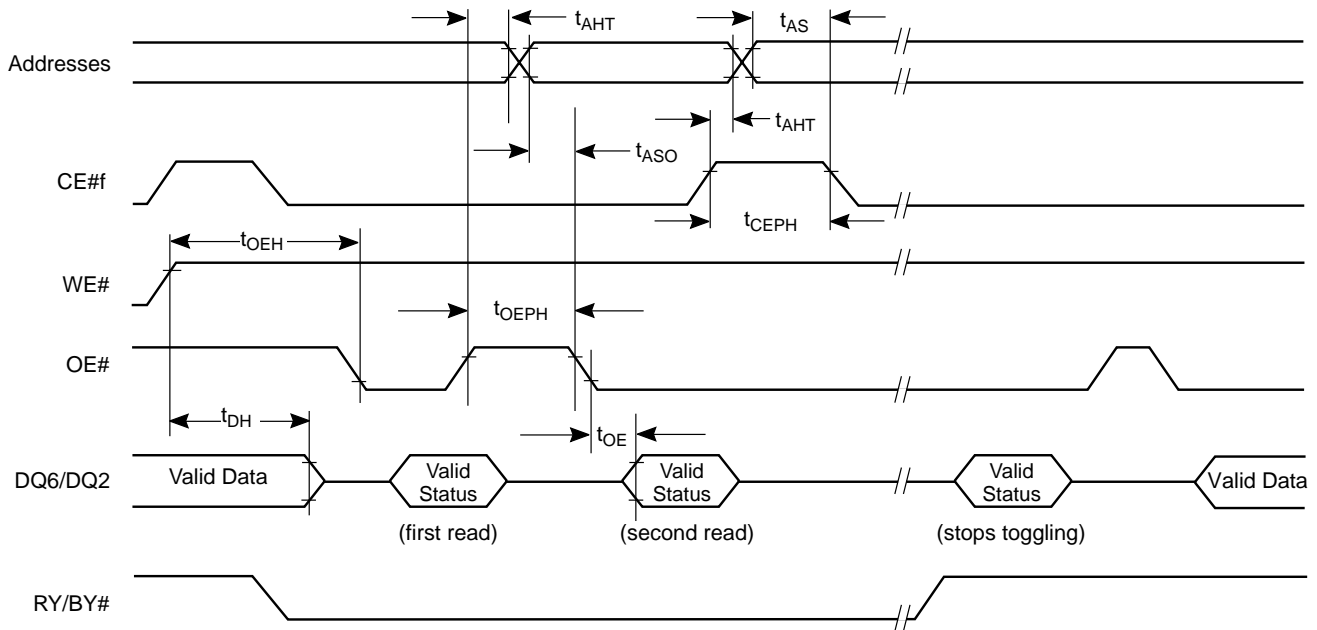 tAHT
tAS
Addresses
tAHT
tASO
CE#f
tCEPH
tOEH
WE#
tOEPH
OE#
tDH
tOE
DQ6/DQ2
Valid Data
Valid
Status
Valid
Status
Valid
Status
Valid Data
(first read)
(second read)
(stops toggling)
RY/BY#